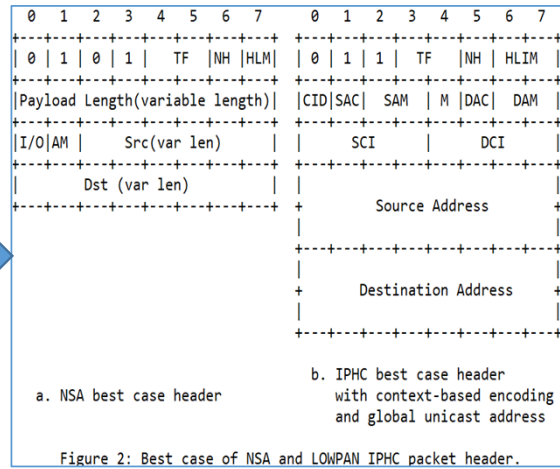 0 1 2 3 4 5 6 7    0 1 2 3 4 5 6 7
+---+---+---+---+---+---+---+---+  +---+---+---+---+---+---+---+---+
| 0 | 1 | 0 | 1 | TF |NH |HLM|  | 0 | 1 | 1 | TF |NH | HLIM |
+---+---+---+---+---+---+---+---+  +---+---+---+---+---+---+---+---+
|Payload Length(variable length)|  |CID|SAC| SAM | M |DAC| DAM |
+---+---+---+---+---+---+---+---+  +---+---+---+---+---+---+---+---+
|I/O|AM | Src(var len) |  | SCI | DCI |
+---+---+---+---+---+---+---+---+  +---+---+---+---+---+---+---+---+
| Dst (var len) |  | |
+---+---+---+---+---+---+---+---+  + Source Address +
| |
+---+---+---+---+---+---+---+---+
| |
+ Destination Address +
| |
+---+---+---+---+---+---+---+---+
b. IPHC best case header
a. NSA best case header    with context-based encoding
and global unicast address
Figure 2: Best case of NSA and LOWPAN IPHC packet header.